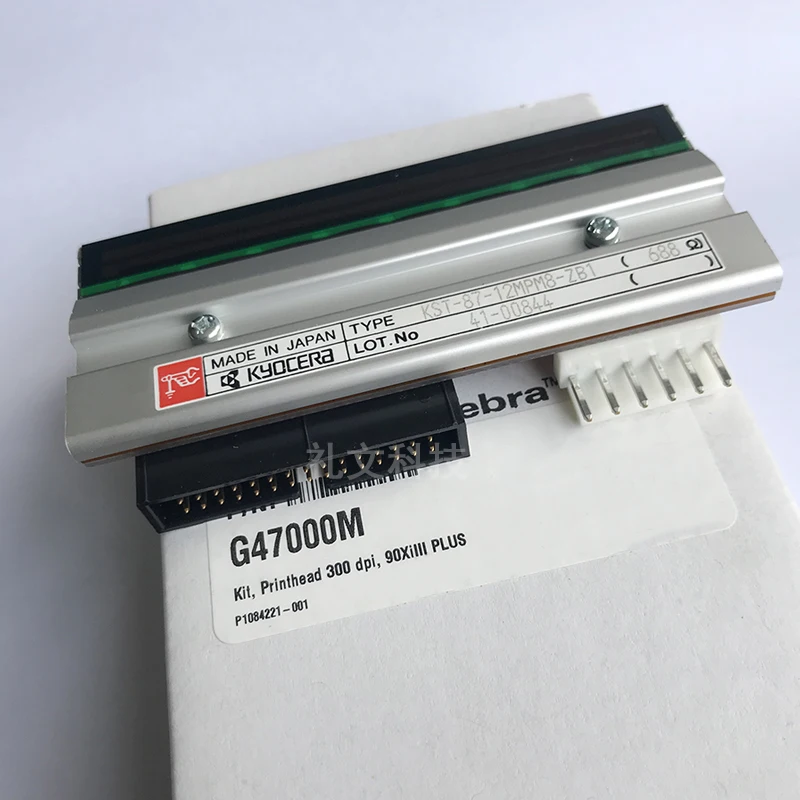 MADE IN JAPAN
KYOCERA
TYPE KST-87-12MPM8-ZB1 ( 688 )
LOT.No 41-00844 ( )
ebra™
礼文科技
G47000M
Kit, Printhead 300 dpi, 90XiIII PLUS
P1084221-001